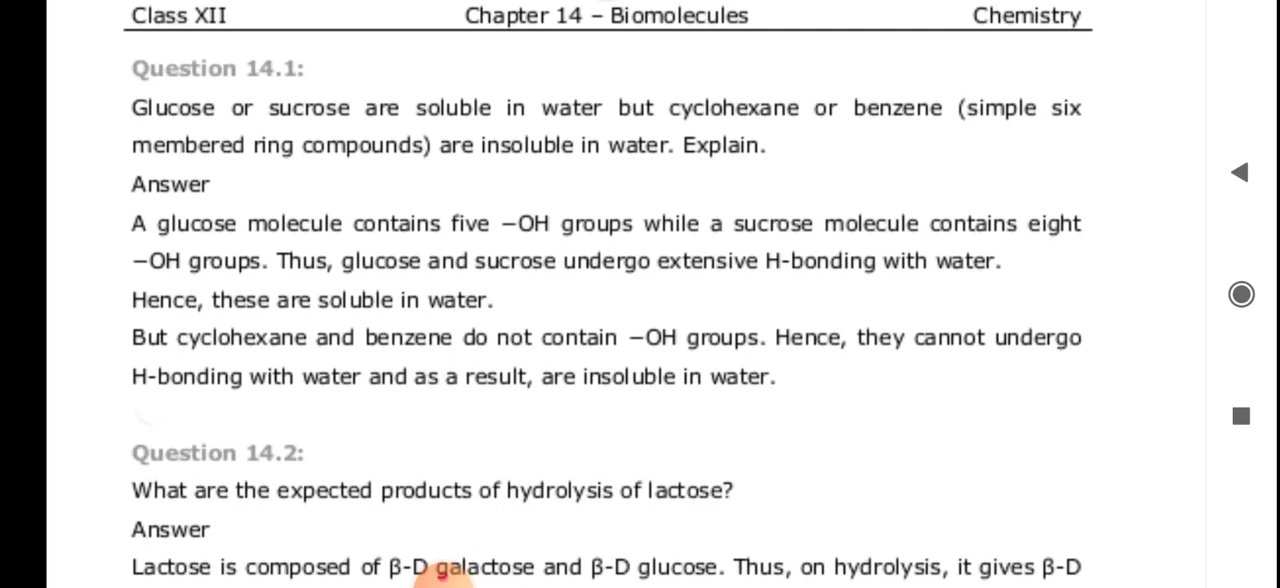 Class XII Chapter 14 – Biomolecules Chemistry
Question 14.1:
Glucose or sucrose are soluble in water but cyclohexane or benzene (simple six
membered ring compounds) are insoluble in water. Explain.
Answer
A glucose molecule contains five −OH groups while a sucrose molecule contains eight
−OH groups. Thus, glucose and sucrose undergo extensive H-bonding with water.
Hence, these are soluble in water.
But cyclohexane and benzene do not contain −OH groups. Hence, they cannot undergo
H-bonding with water and as a result, are insoluble in water.
Question 14.2:
What are the expected products of hydrolysis of lactose?
Answer
Lactose is composed of β-D galactose and β-D glucose. Thus, on hydrolysis, it gives β-D